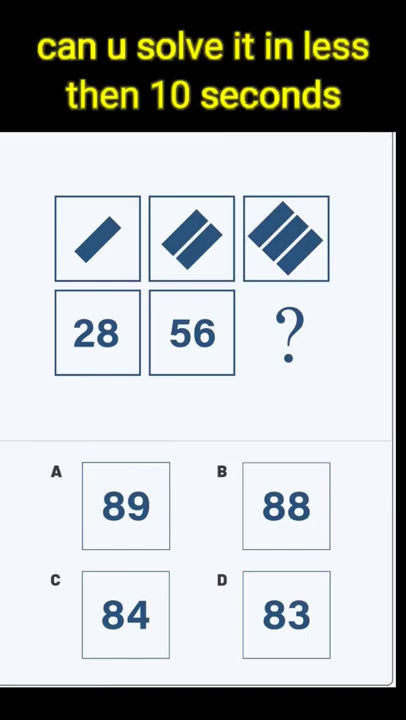 can u solve it in less
then 10 seconds
28 56 ?
A 89 B 88
C 84 D 83